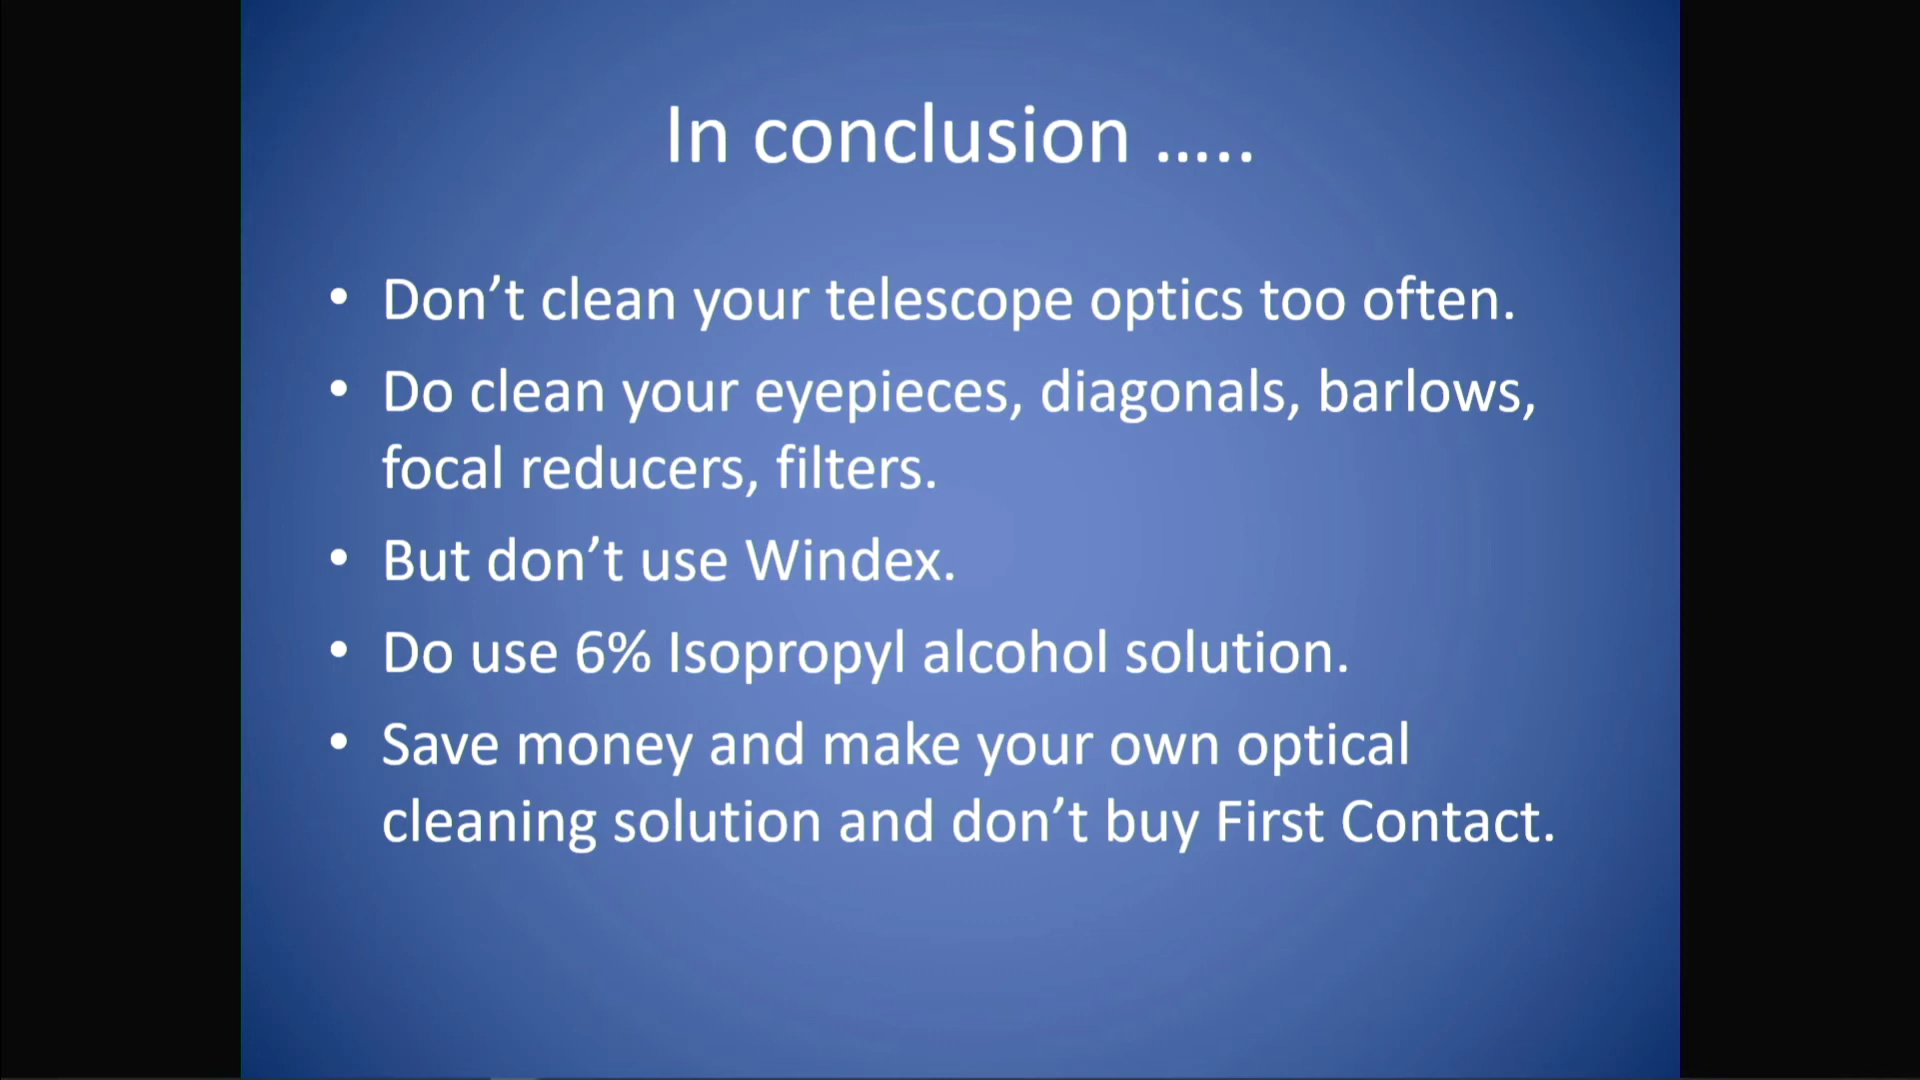 In conclusion …..
• Don’t clean your telescope optics too often.
• Do clean your eyepieces, diagonals, barlows,
focal reducers, filters.
• But don’t use Windex.
• Do use 6% Isopropyl alcohol solution.
• Save money and make your own optical
cleaning solution and don’t buy First Contact.